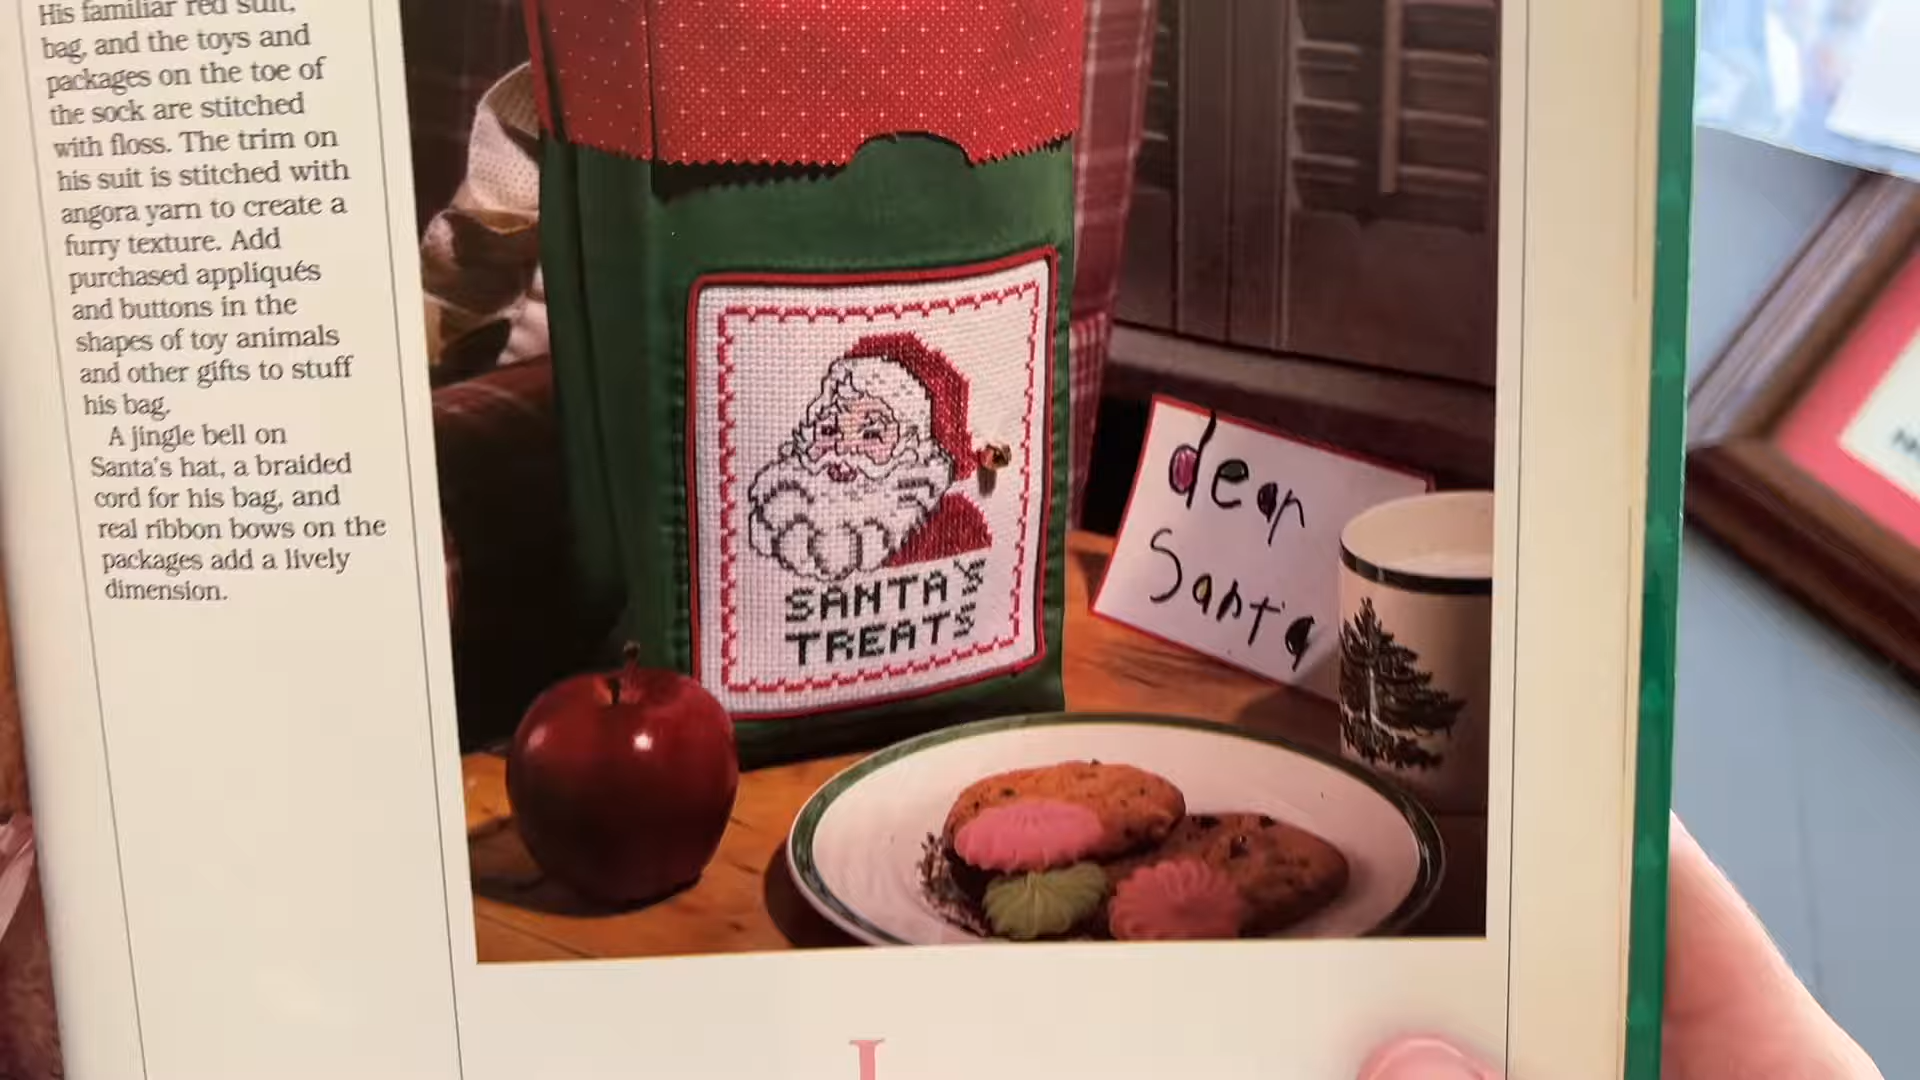 His familiar red suit,
bag, and the toys and
packages on the toe of
the sock are stitched
with floss. The trim on
his suit is stitched with
angora yarn to create a
furry texture. Add
purchased appliqués
and buttons in the
shapes of toy animals
and other gifts to stuff
his bag.
A jingle bell on
Santa's hat, a braided
cord for his bag, and
real ribbon bows on the
packages add a lively
dimension.
SANTA'S
TREATS
dear
Santa